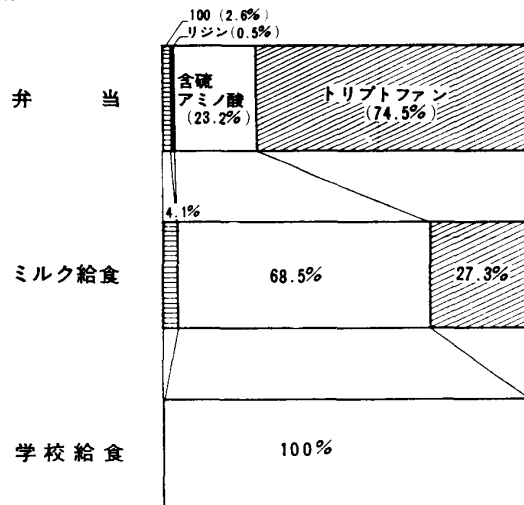 100 (2.6%)
リジン(0.5%)
弁 当
含硫
アミノ酸
(23.2%)
トリプトファン
(74.5%)
4.1%
ミルク給食
68.5%
27.3%
学校給食
100%